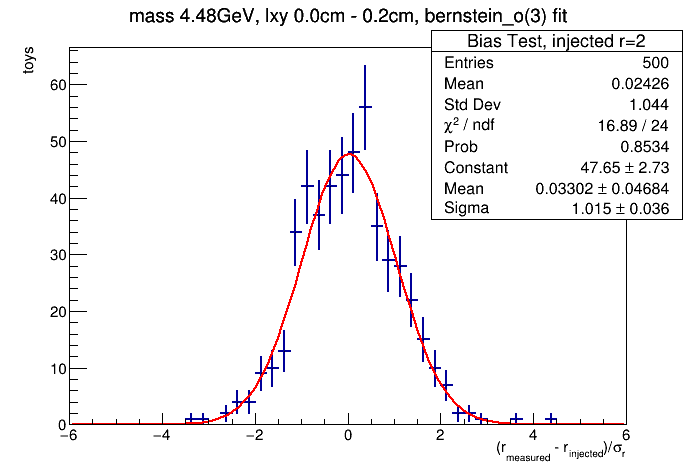 mass 4.48GeV, lxy 0.0cm - 0.2cm, bernstein_o(3) fit
toys
Bias Test, injected r=2
Entries 500
Mean 0.02426
Std Dev 1.044
χ² / ndf 16.89 / 24
Prob 0.8534
Constant 47.65 ± 2.73
Mean 0.03302 ± 0.04684
Sigma 1.015 ± 0.036
60
50
40
30
20
10
0
−6 −4 −2 0 2 4 6
(r_measured - r_injected)/σ_r